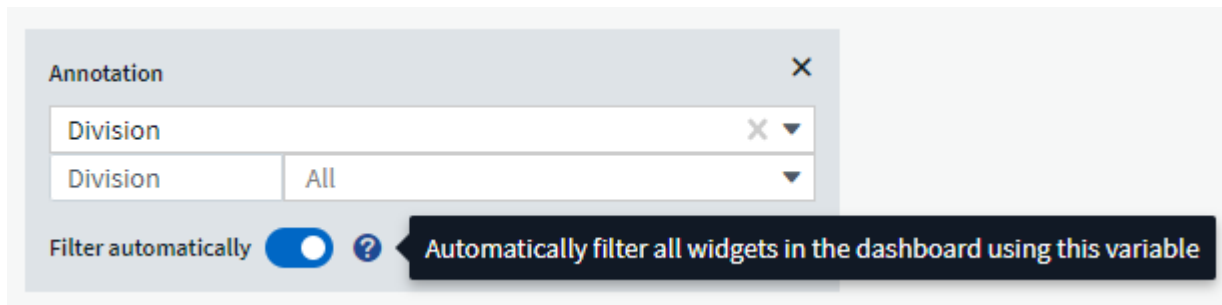 Annotation
Division
Division All
Filter automatically ? Automatically filter all widgets in the dashboard using this variable